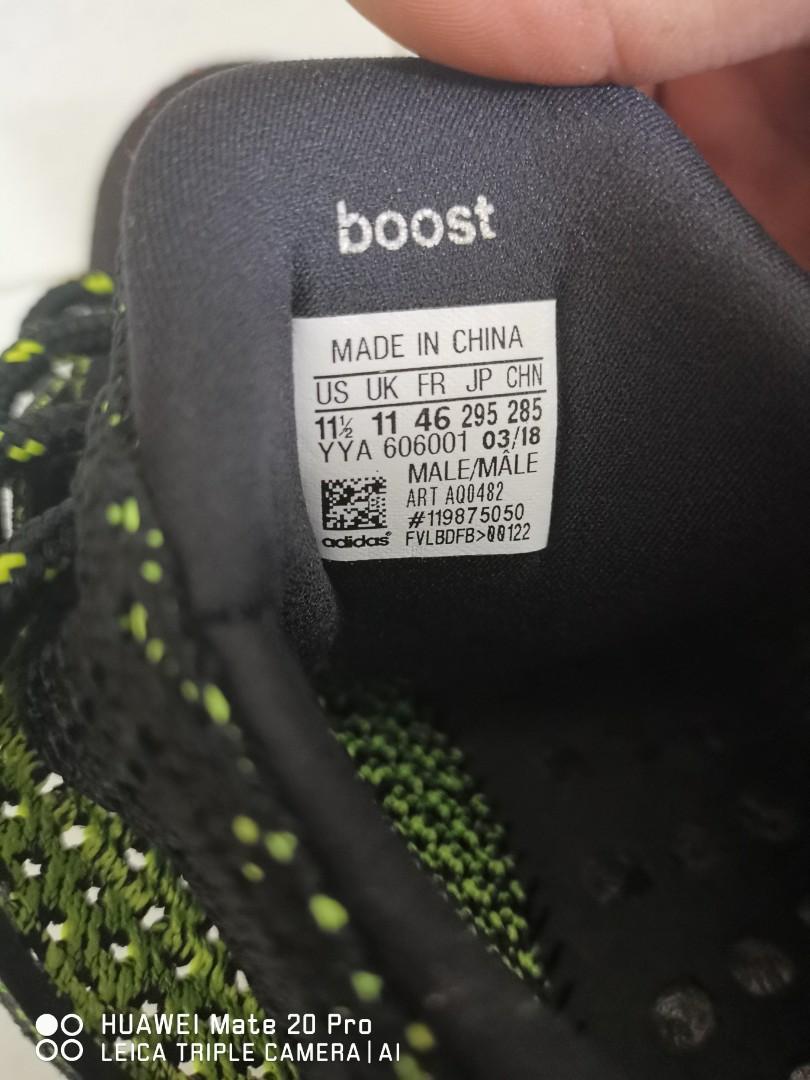 boost
MADE IN CHINA
US UK FR JP CHN
11½ 11 46 295 285
YYA 606001 03/18
MALE/MÂLE
ART AQ0482
#119875050
adidas® FVLBDFB>00122
HUAWEI Mate 20 Pro
LEICA TRIPLE CAMERA | AI